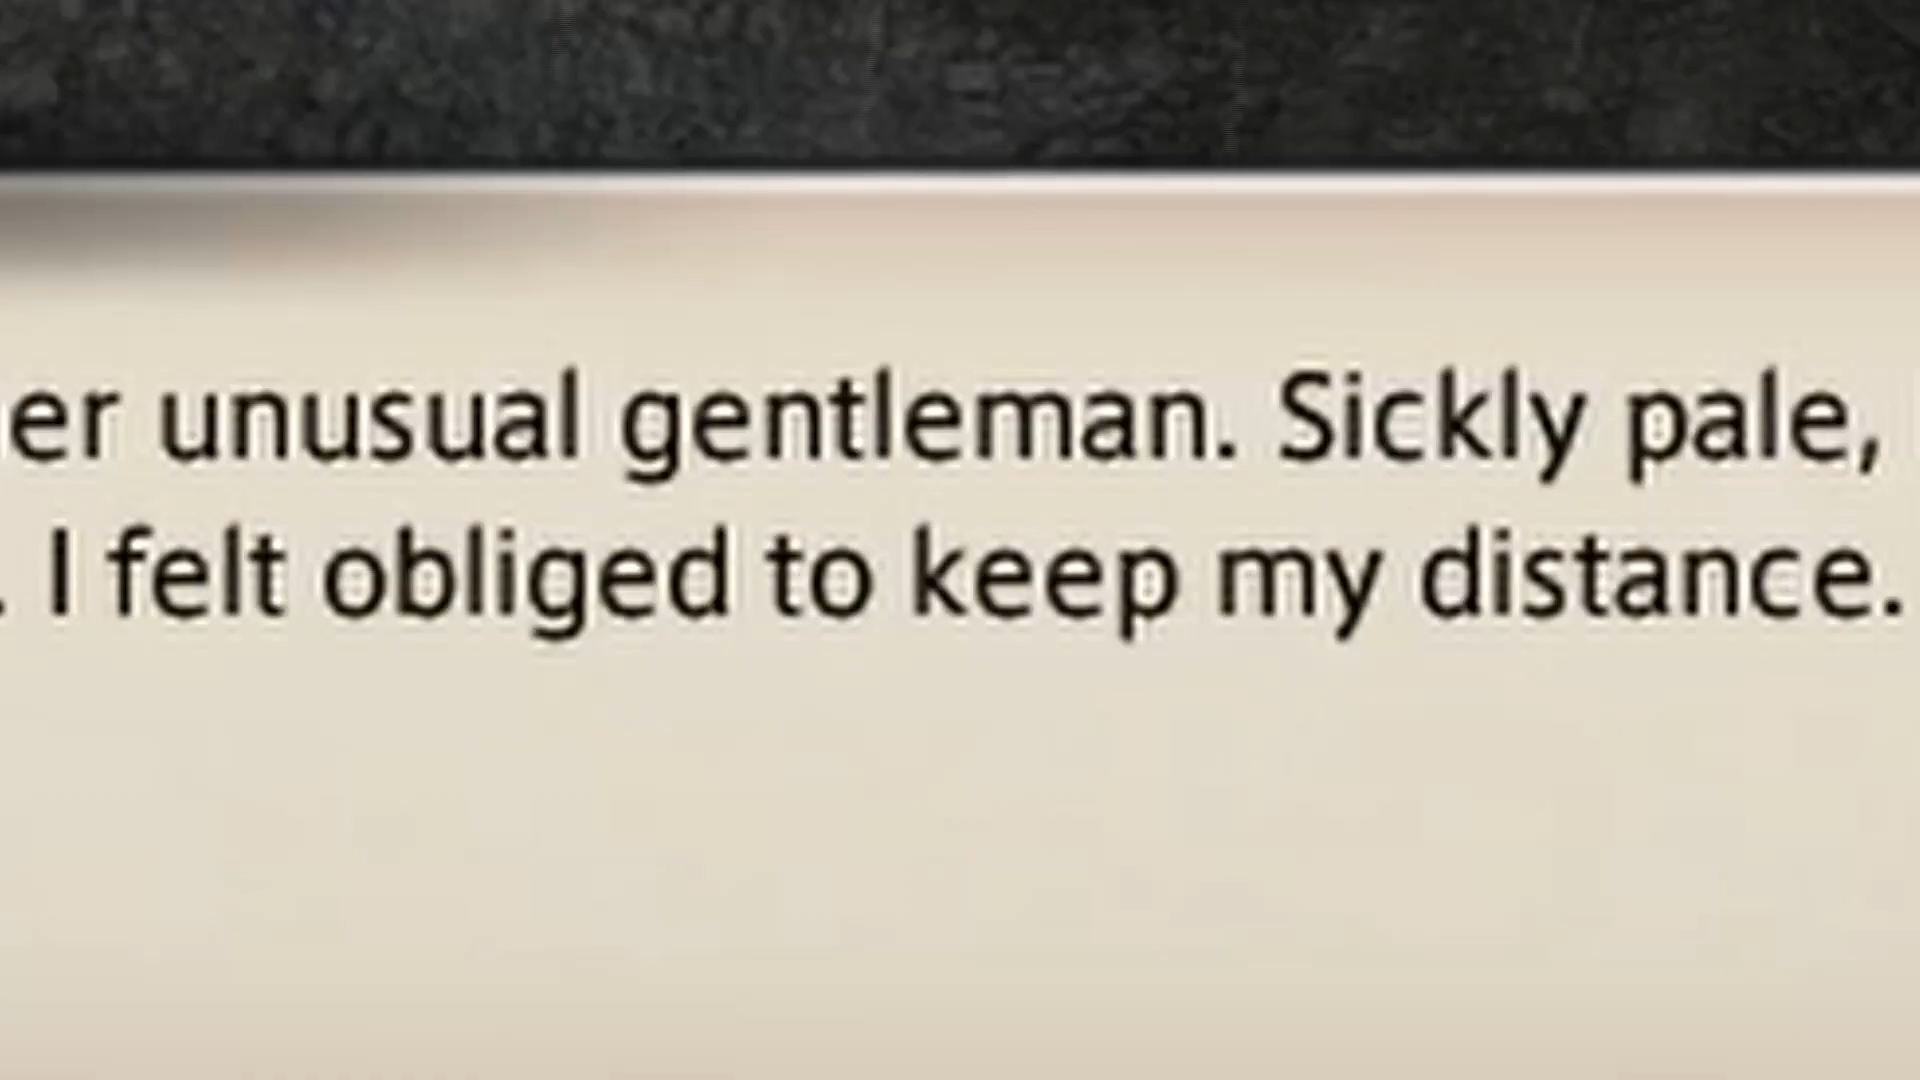 er unusual gentleman. Sickly pale,
. I felt obliged to keep my distance.